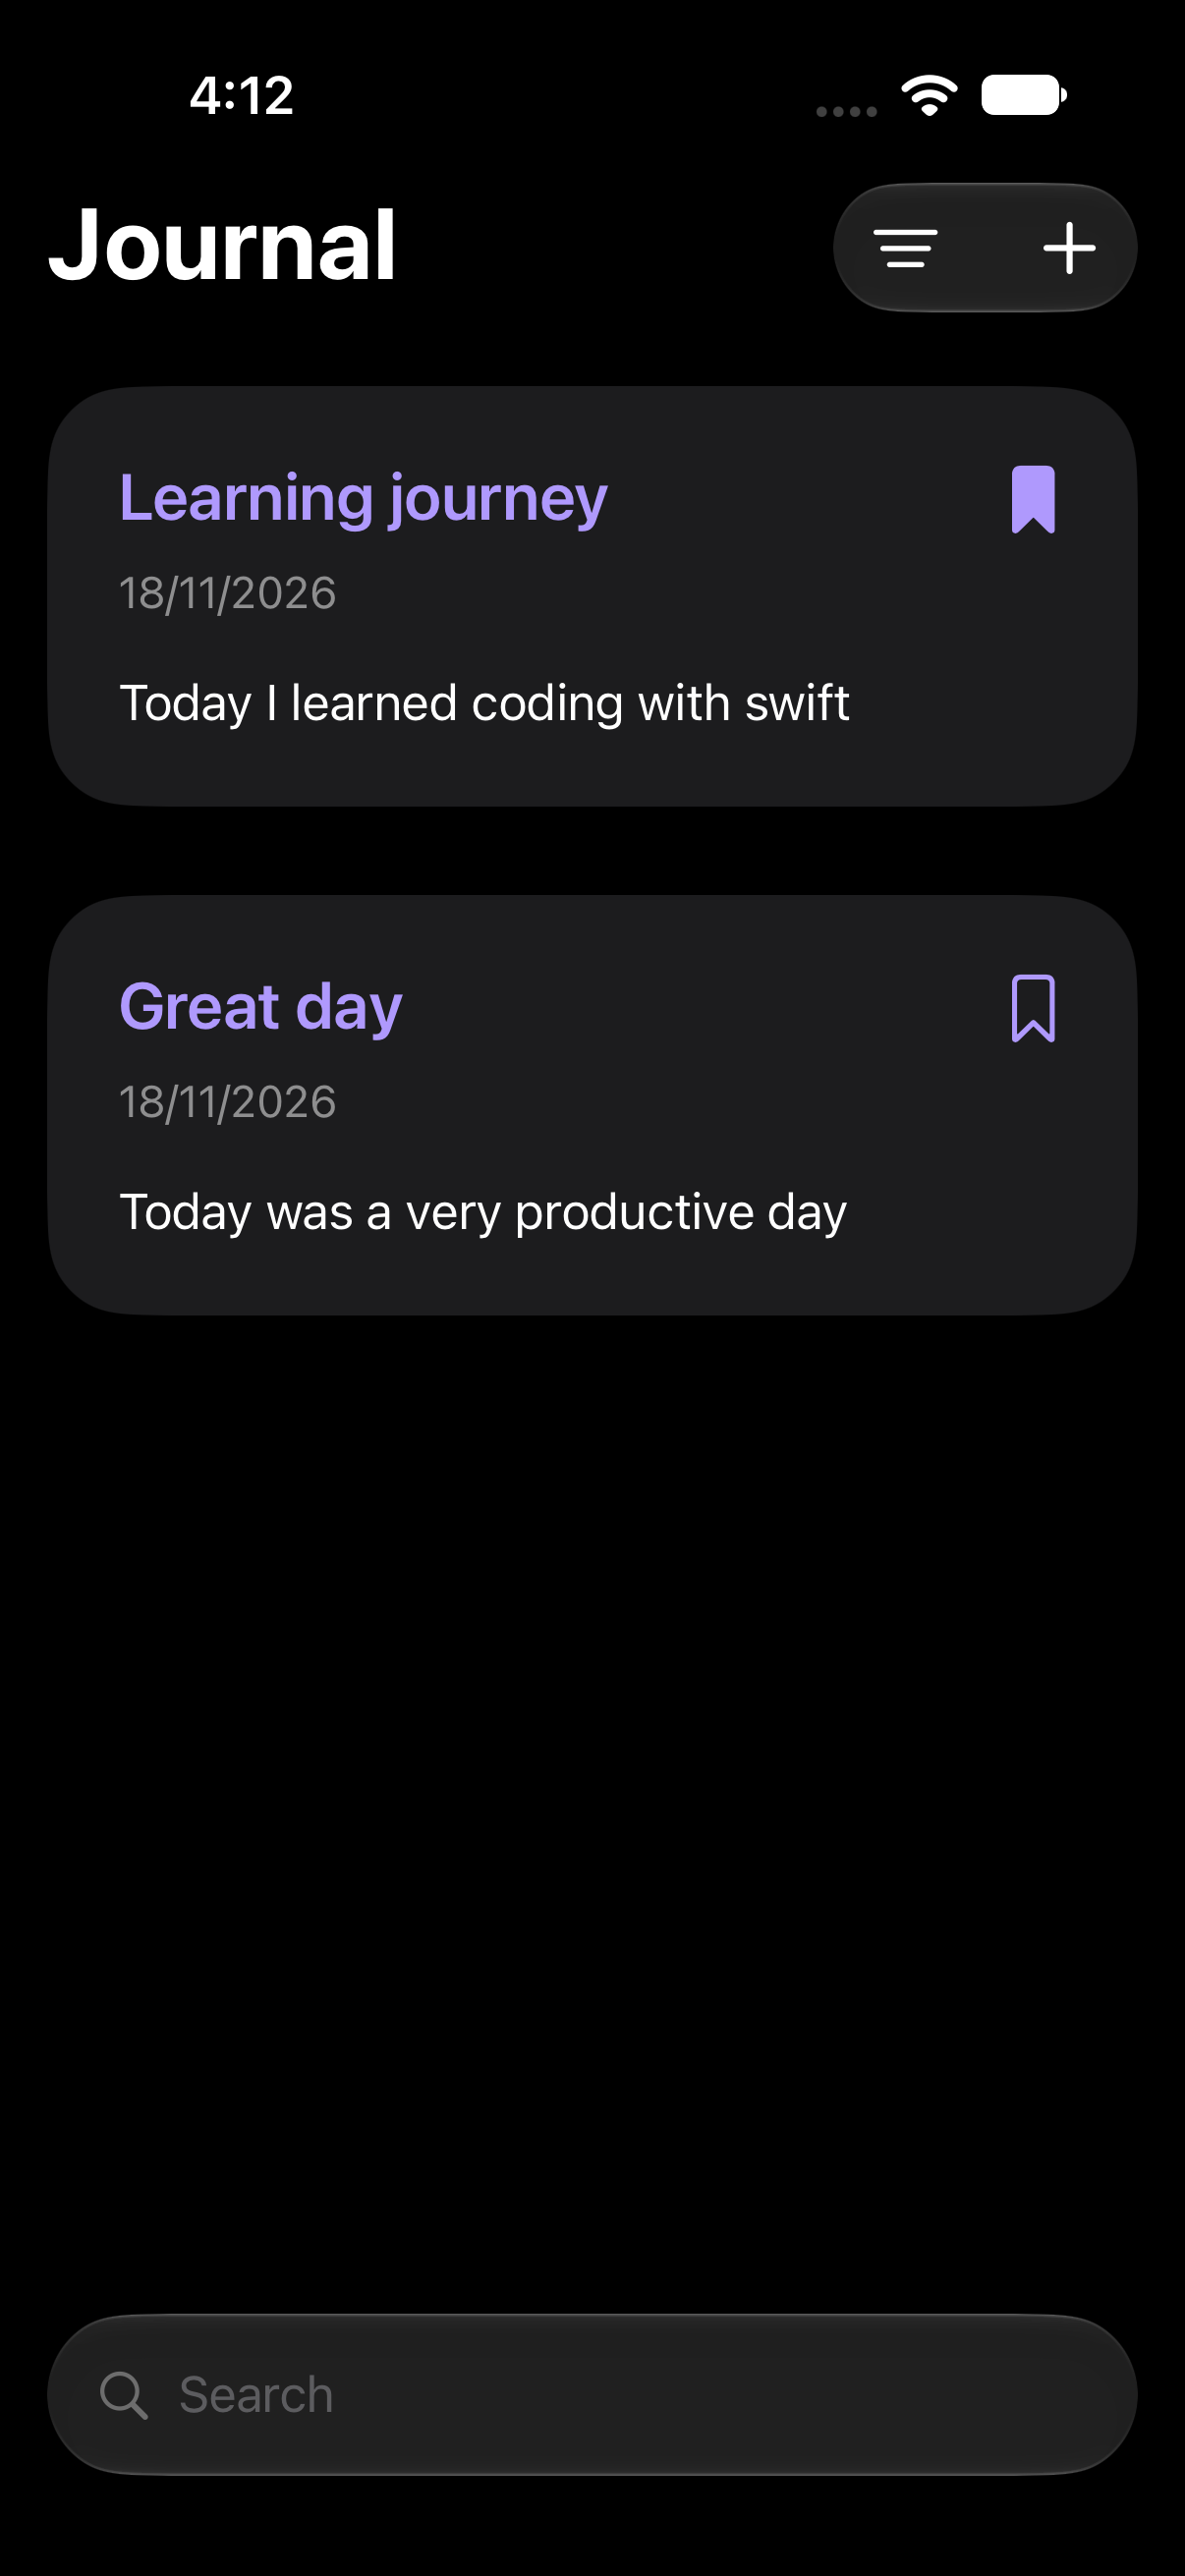 4:12
Journal
Learning journey
18/11/2026
Today I learned coding with swift
Great day
18/11/2026
Today was a very productive day
Search